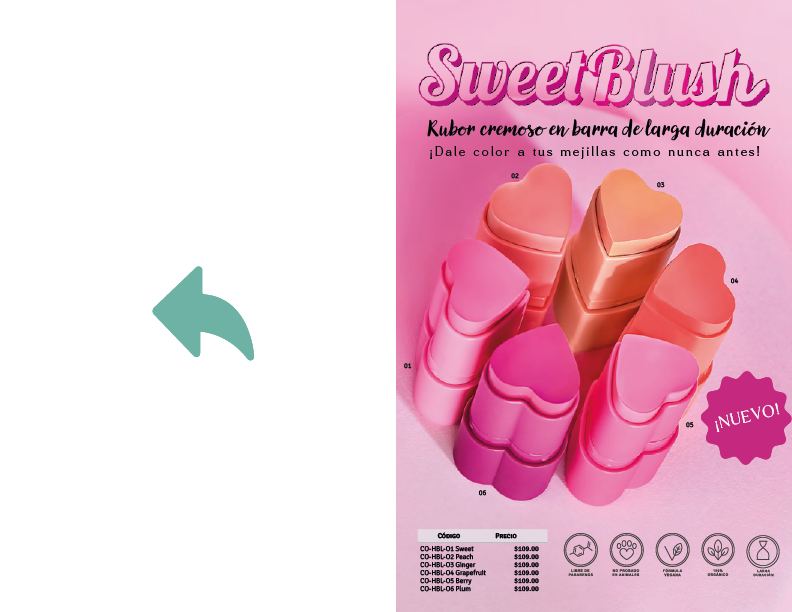 SweetBlush
Rubor cremoso en barra de larga duración
¡Dale color a tus mejillas como nunca antes!
02
03
04
01
¡NUEVO!
05
06
CÓDIGO PRECIO
CO-HBL-01 Sweet $109.00
CO-HBL-02 Peach $109.00
CO-HBL-03 Ginger $109.00
CO-HBL-04 Grapefruit $109.00
CO-HBL-05 Berry $109.00
CO-HBL-06 Plum $109.00
LIBRE DE
PARABENOS
NO PROBADO
EN ANIMALES
FÓRMULA
VEGANA
100%
ORGÁNICO
LARGA
DURACIÓN